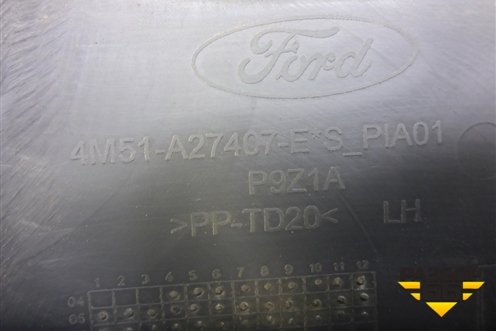 Ford
4M51-A274C7-E*S_PIA01
P9Z1A
>PP-TD20< LH
1 2 3 4 5 6 7 8 9 10 11 12
04
05